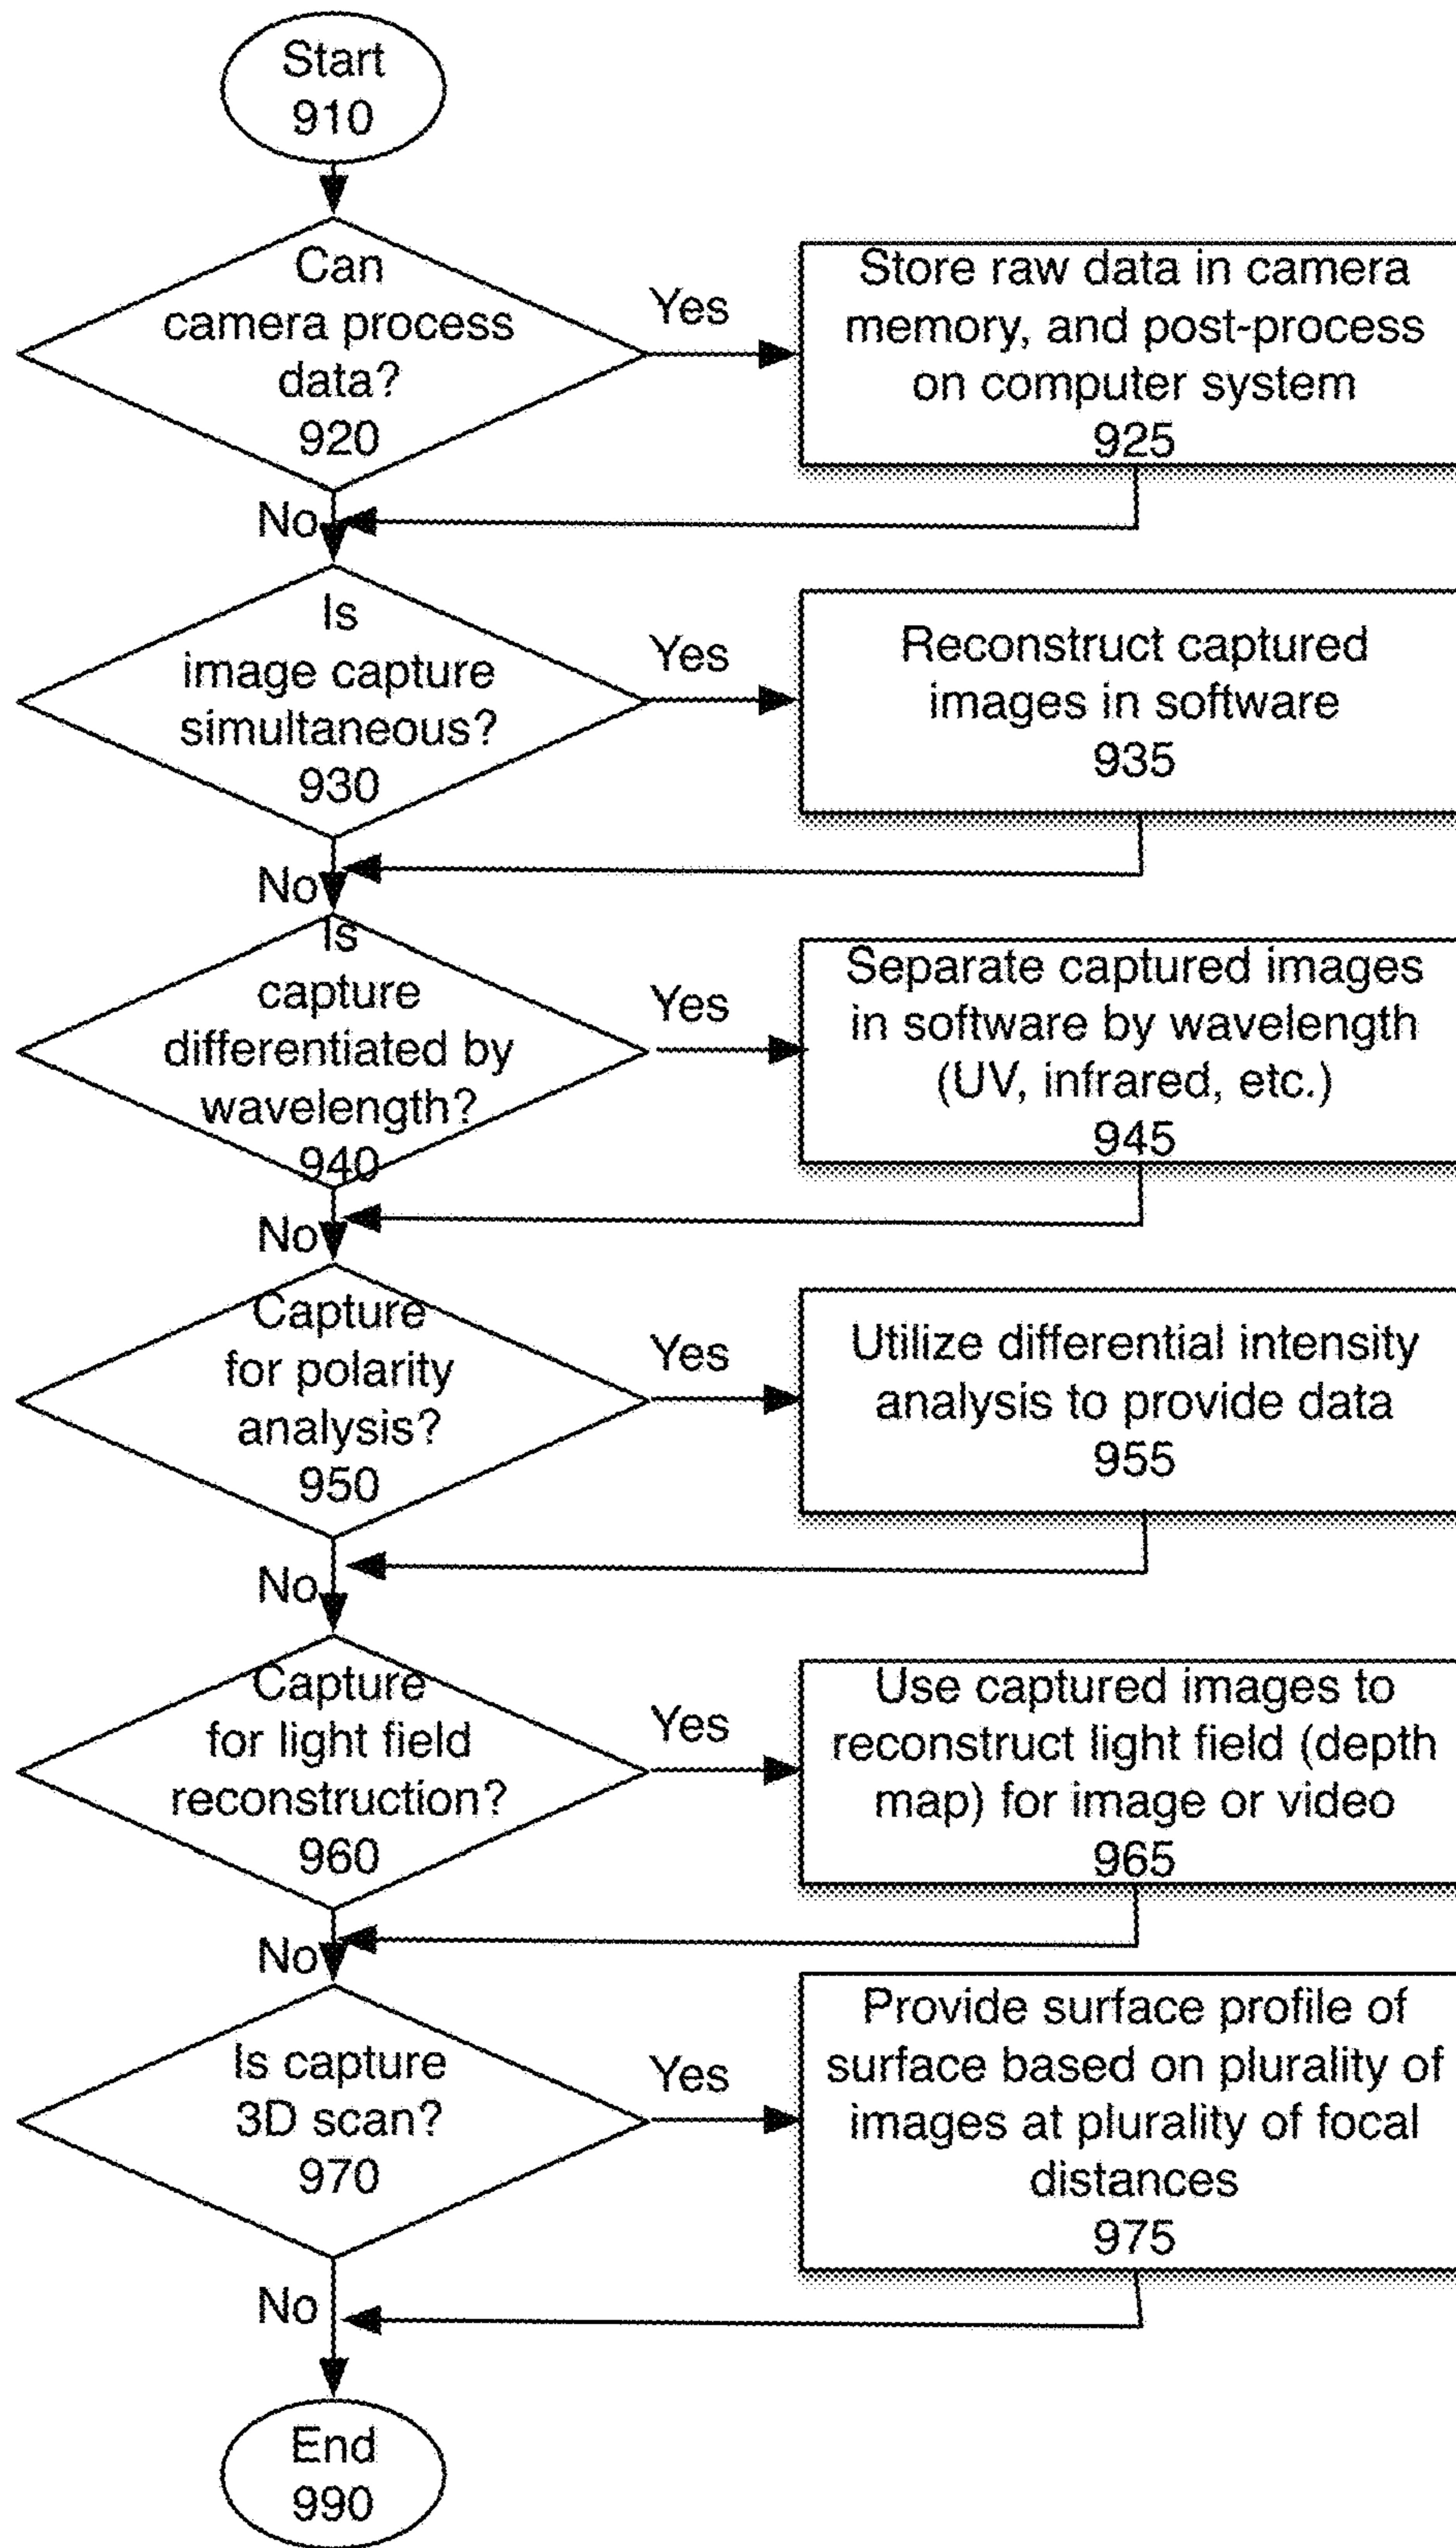 Start
910
Can
camera process
data?
920
Yes
Store raw data in camera
memory, and post-process
on computer system
925
No
Is
image capture
simultaneous?
930
Yes
Reconstruct captured
images in software
935
No
Is
capture
differentiated by
wavelength?
940
Yes
Separate captured images
in software by wavelength
(UV, infrared, etc.)
945
No
Capture
for polarity
analysis?
950
Yes
Utilize differential intensity
analysis to provide data
955
No
Capture
for light field
reconstruction?
960
Yes
Use captured images to
reconstruct light field (depth
map) for image or video
965
No
Is capture
3D scan?
970
Yes
Provide surface profile of
surface based on plurality of
images at plurality of focal
distances
975
No
End
990